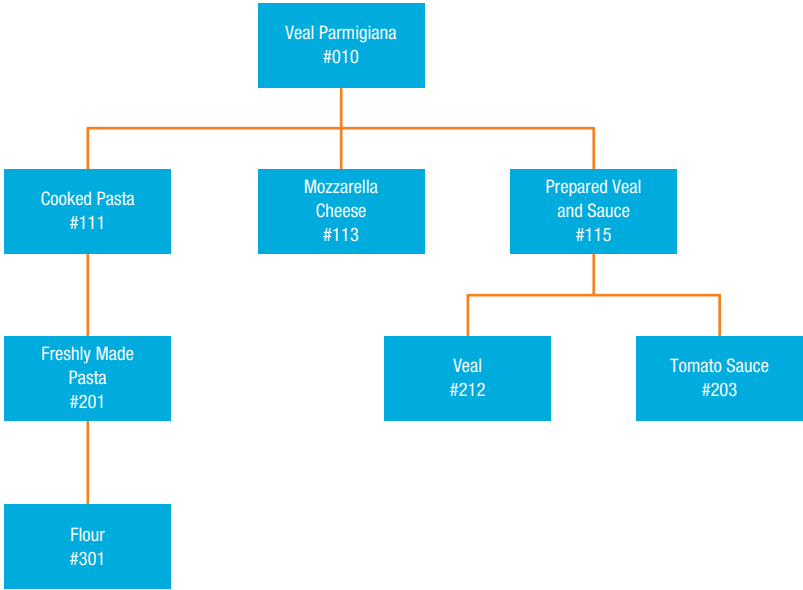 Veal Parmigiana
#010
Cooked Pasta
#111
Mozzarella
Cheese
#113
Prepared Veal
and Sauce
#115
Freshly Made
Pasta
#201
Veal
#212
Tomato Sauce
#203
Flour
#301